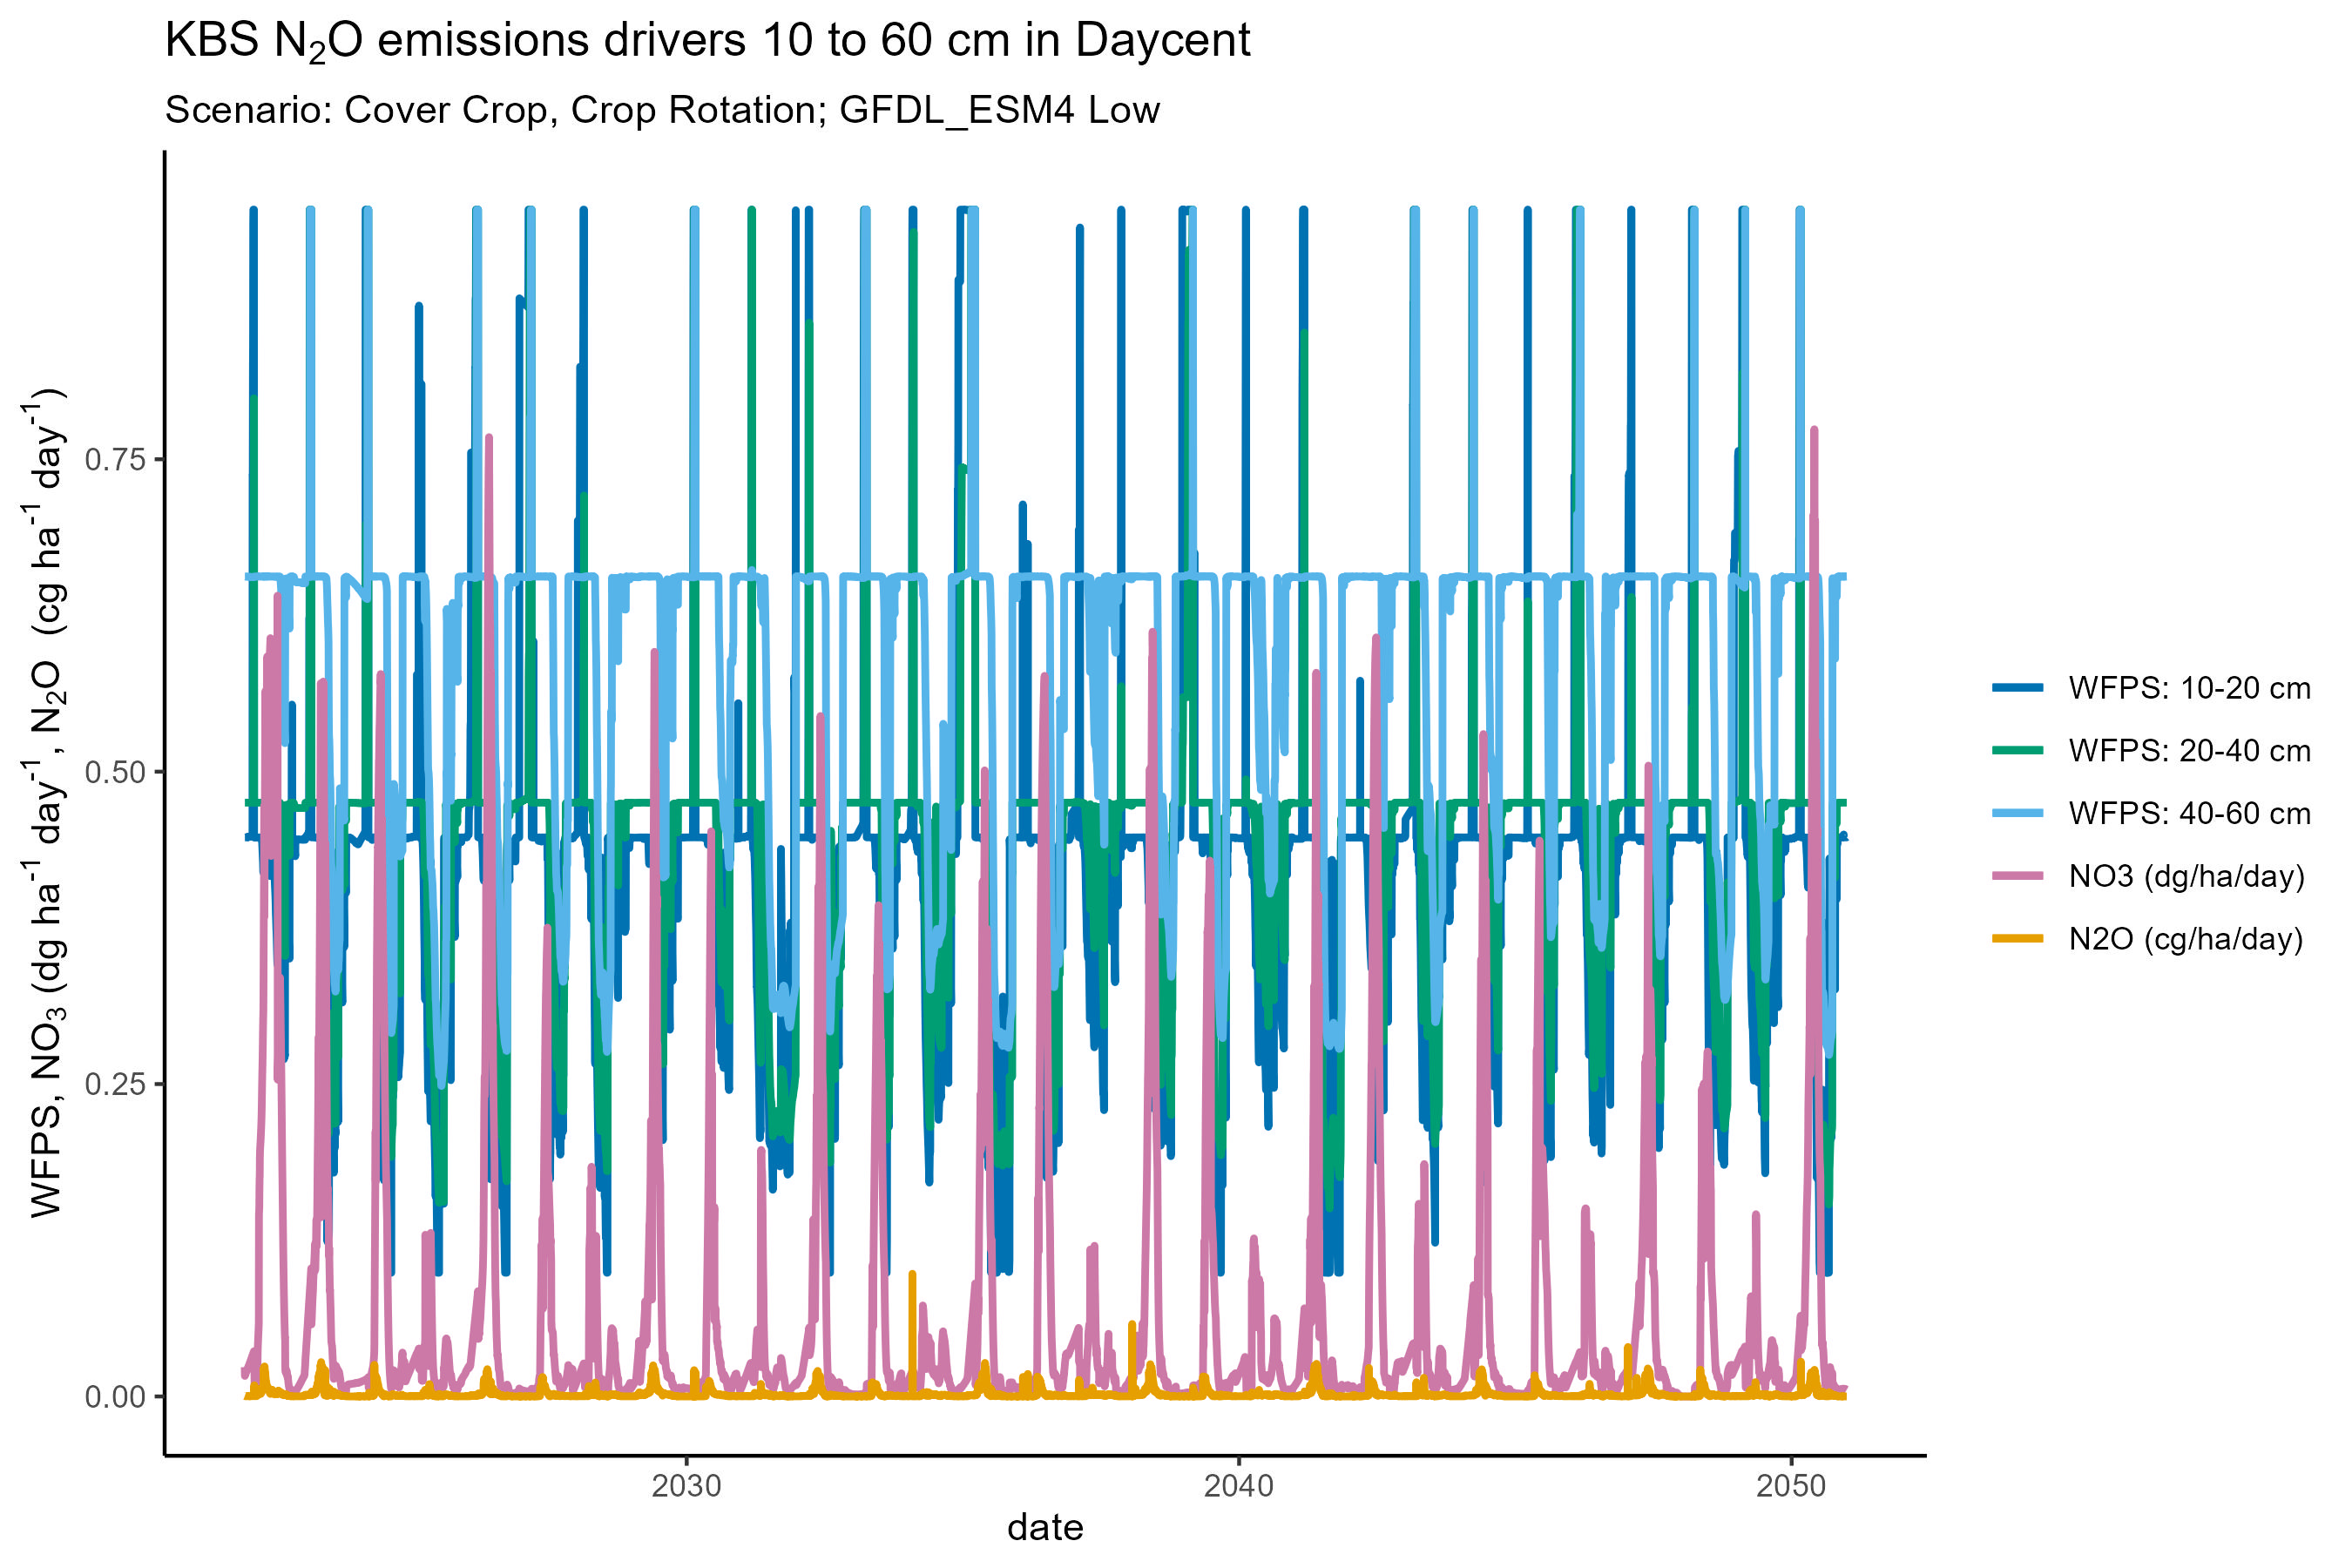 KBS N₂O emissions drivers 10 to 60 cm in Daycent
Scenario: Cover Crop, Crop Rotation; GFDL_ESM4 Low
WFPS, NO₃ (dg ha⁻¹ day⁻¹, N₂O (cg ha⁻¹ day⁻¹)
0.75
0.50
0.25
0.00
2030
2040
2050
date
WFPS: 10-20 cm
WFPS: 20-40 cm
WFPS: 40-60 cm
NO3 (dg/ha/day)
N2O (cg/ha/day)